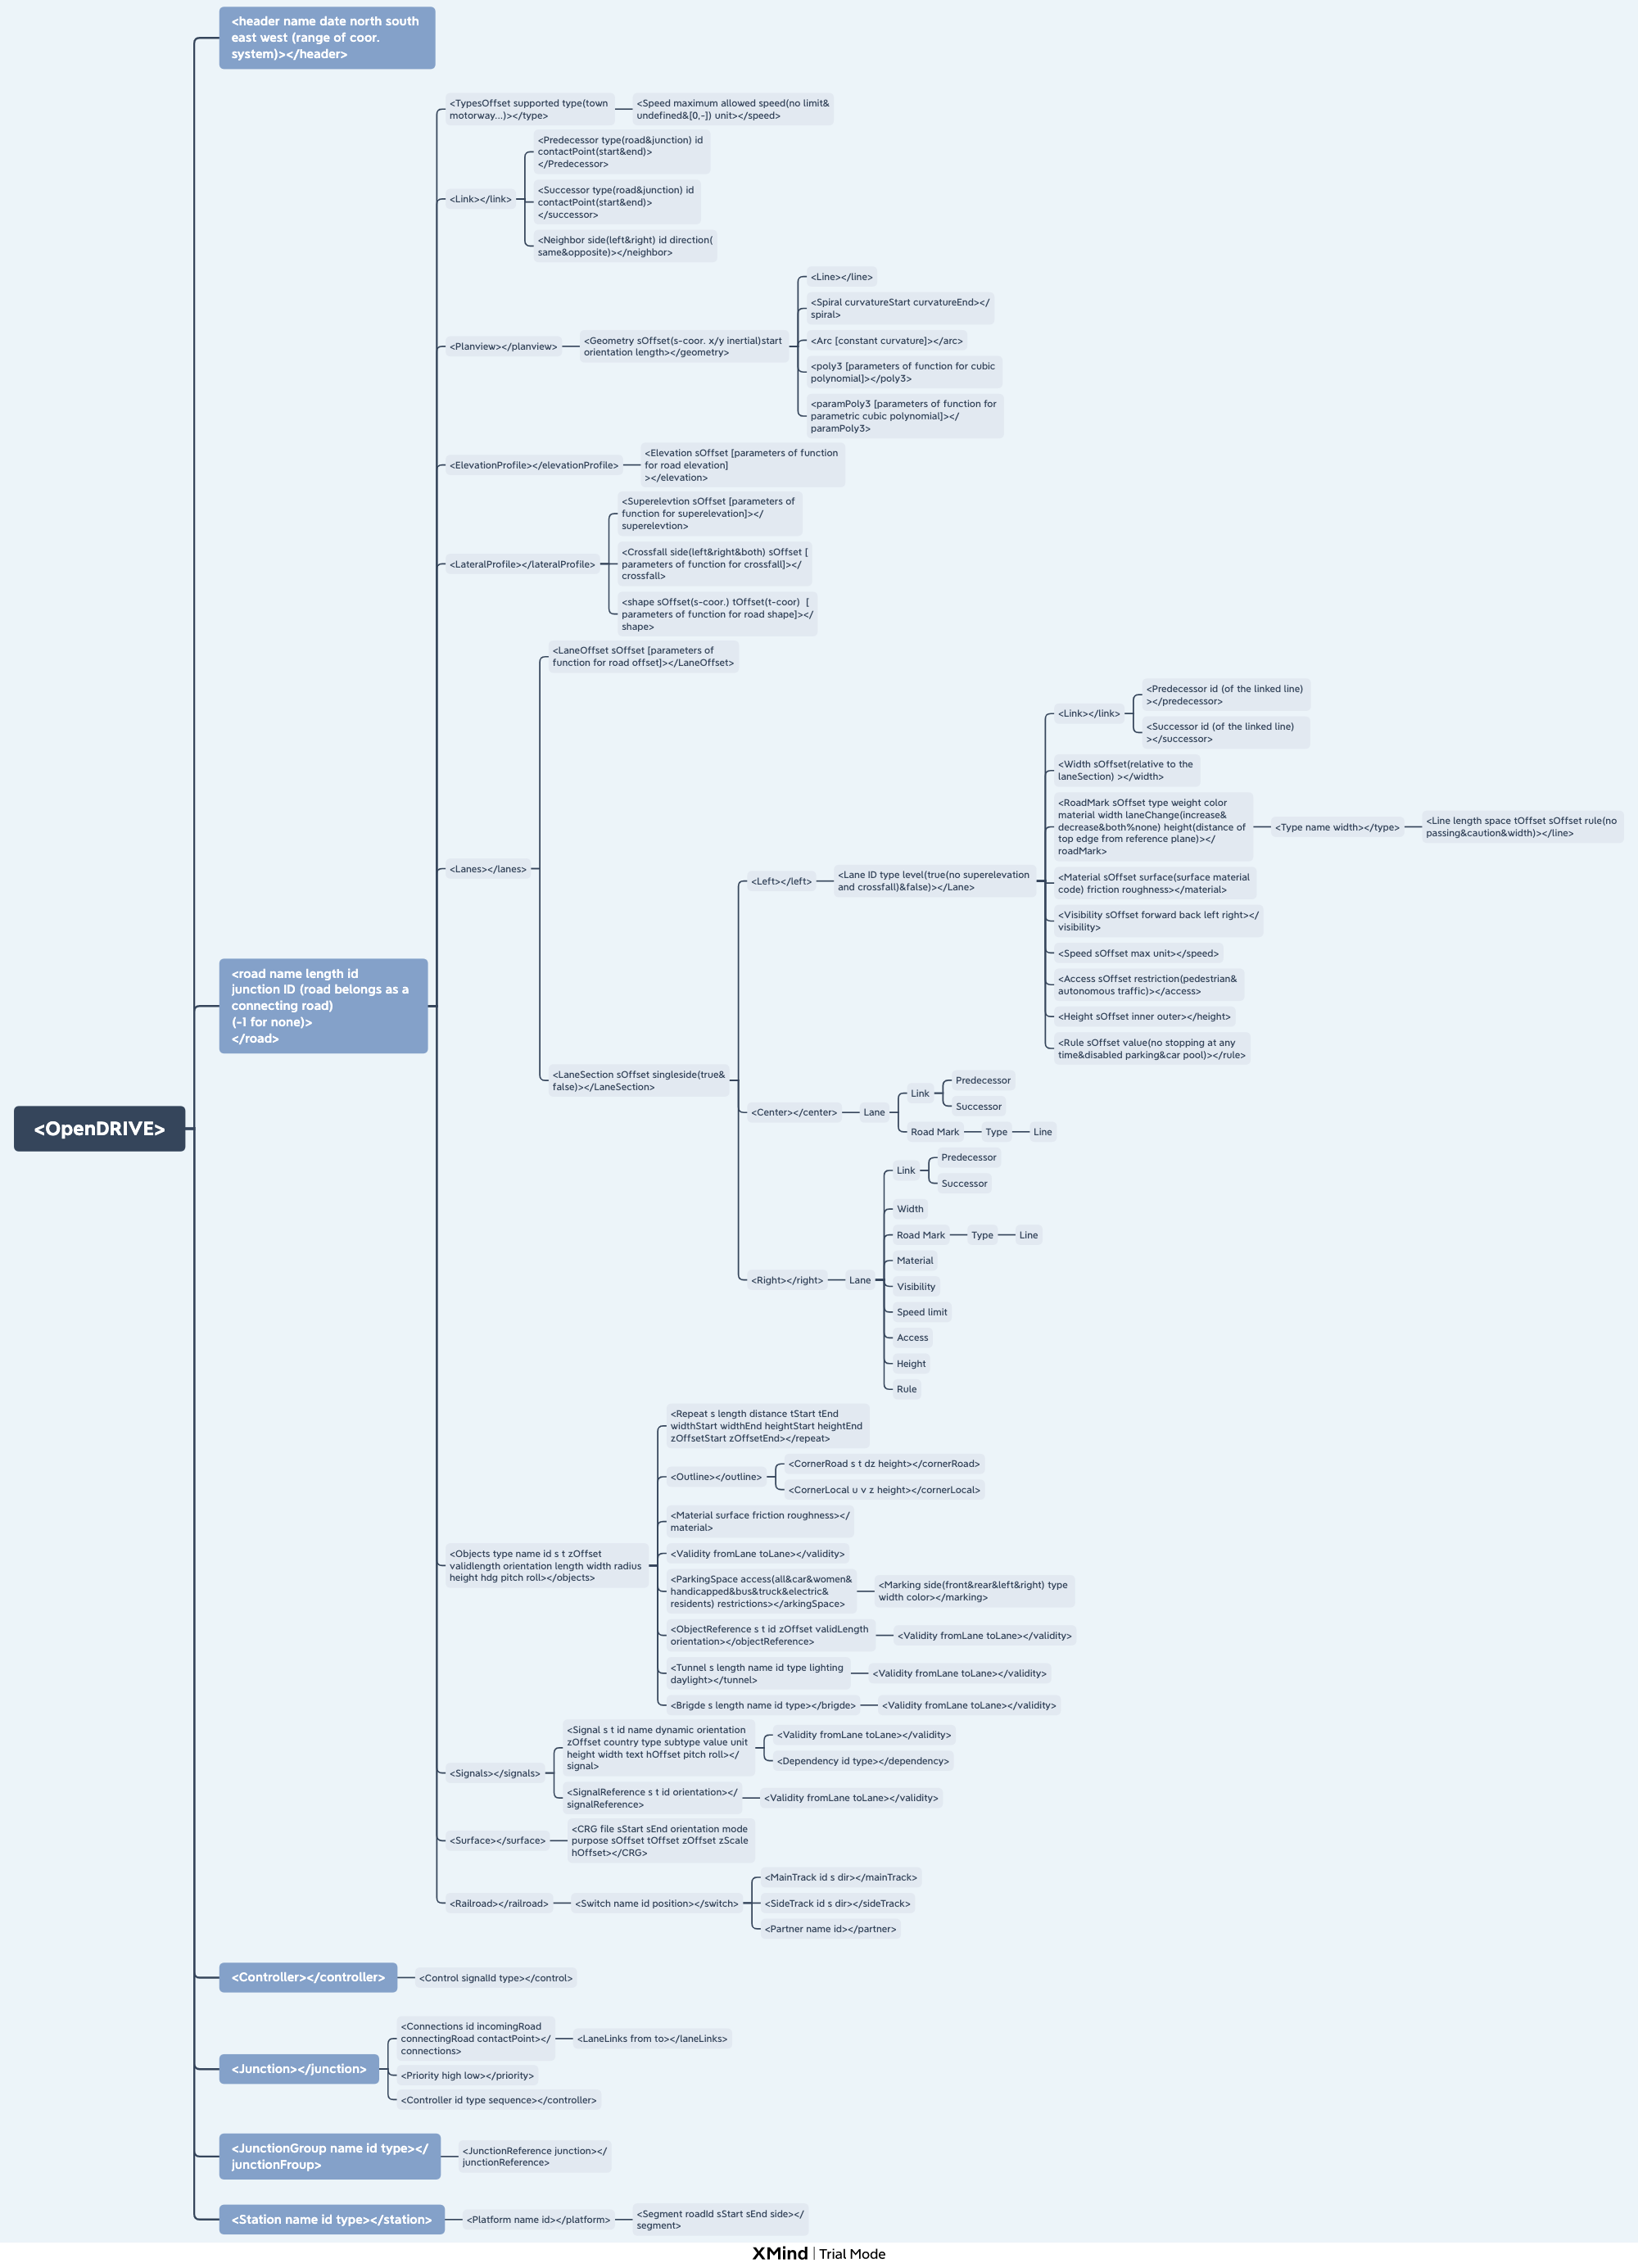 <header name date north south
east west (range of coor.
system)></header>
<TypesOffset supported type(town
motorway...)></type>
<Speed maximum allowed speed(no limit&
undefined&[0,-]) unit></speed>
<Link></link>
<Predecessor type(road&junction) id
contactPoint(start&end)>
</Predecessor>
<Successor type(road&junction) id
contactPoint(start&end)>
</successor>
<Neighbor side(left&right) id direction(
same&opposite)></neighbor>
<Planview></planview>
<Geometry sOffset(s-coor. x/y inertial)start
orientation length></geometry>
<Line></line>
<Spiral curvatureStart curvatureEnd></
spiral>
<Arc [constant curvature]></arc>
<poly3 [parameters of function for cubic
polynomial]></poly3>
<paramPoly3 [parameters of function for
parametric cubic polynomial]></
paramPoly3>
<ElevationProfile></elevationProfile>
<Elevation sOffset [parameters of function
for road elevation]
></elevation>
<LateralProfile></lateralProfile>
<Superelevtion sOffset [parameters of
function for superelevation]></
superelevtion>
<Crossfall side(left&right&both) sOffset [
parameters of function for crossfall]></
crossfall>
<shape sOffset(s-coor.) tOffset(t-coor)  [
parameters of function for road shape]></
shape>
<Lanes></lanes>
<LaneOffset sOffset [parameters of
function for road offset]></LaneOffset>
<LaneSection sOffset singleside(true&
false)></LaneSection>
<Left></left>
<Lane ID type level(true(no superelevation
and crossfall)&false)></Lane>
<Link></link>
<Predecessor id (of the linked line)
></predecessor>
<Successor id (of the linked line)
></successor>
<Width sOffset(relative to the
laneSection) ></width>
<RoadMark sOffset type weight color
material width laneChange(increase&
decrease&both%none) height(distance of
top edge from reference plane)></
roadMark>
<Type name width></type>
<Line length space tOffset sOffset rule(no
passing&caution&width)></line>
<Material sOffset surface(surface material
code) friction roughness></material>
<Visibility sOffset forward back left right></
visibility>
<Speed sOffset max unit></speed>
<Access sOffset restriction(pedestrian&
autonomous traffic)></access>
<Height sOffset inner outer></height>
<Rule sOffset value(no stopping at any
time&disabled parking&car pool)></rule>
<Center></center>
Lane
Link
Predecessor
Successor
Road Mark
Type
Line
<Right></right>
Lane
Link
Predecessor
Successor
Width
Road Mark
Type
Line
Material
Visibility
Speed limit
Access
Height
Rule
<road name length id
junction ID (road belongs as a
connecting road)
(-1 for none)>
</road>
<OpenDRIVE>
<Objects type name id s t zOffset
validlength orientation length width radius
height hdg pitch roll></objects>
<Repeat s length distance tStart tEnd
widthStart widthEnd heightStart heightEnd
zOffsetStart zOffsetEnd></repeat>
<Outline></outline>
<CornerRoad s t dz height></cornerRoad>
<CornerLocal u v z height></cornerLocal>
<Material surface friction roughness></
material>
<Validity fromLane toLane></validity>
<ParkingSpace access(all&car&women&
handicapped&bus&truck&electric&
residents) restrictions></arkingSpace>
<Marking side(front&rear&left&right) type
width color></marking>
<ObjectReference s t id zOffset validLength
orientation></objectReference>
<Validity fromLane toLane></validity>
<Tunnel s length name id type lighting
daylight></tunnel>
<Validity fromLane toLane></validity>
<Brigde s length name id type></brigde>
<Validity fromLane toLane></validity>
<Signals></signals>
<Signal s t id name dynamic orientation
zOffset country type subtype value unit
height width text hOffset pitch roll></
signal>
<Validity fromLane toLane></validity>
<Dependency id type></dependency>
<SignalReference s t id orientation></
signalReference>
<Validity fromLane toLane></validity>
<Surface></surface>
<CRG file sStart sEnd orientation mode
purpose sOffset tOffset zOffset zScale
hOffset></CRG>
<Railroad></railroad>
<Switch name id position></switch>
<MainTrack id s dir></mainTrack>
<SideTrack id s dir></sideTrack>
<Partner name id></partner>
<Controller></controller>
<Control signalId type></control>
<Junction></junction>
<Connections id incomingRoad
connectingRoad contactPoint></
connections>
<LaneLinks from to></laneLinks>
<Priority high low></priority>
<Controller id type sequence></controller>
<JunctionGroup name id type></
junctionFroup>
<JunctionReference junction></
junctionReference>
<Station name id type></station>
<Platform name id></platform>
<Segment roadId sStart sEnd side></
segment>
XMind | Trial Mode